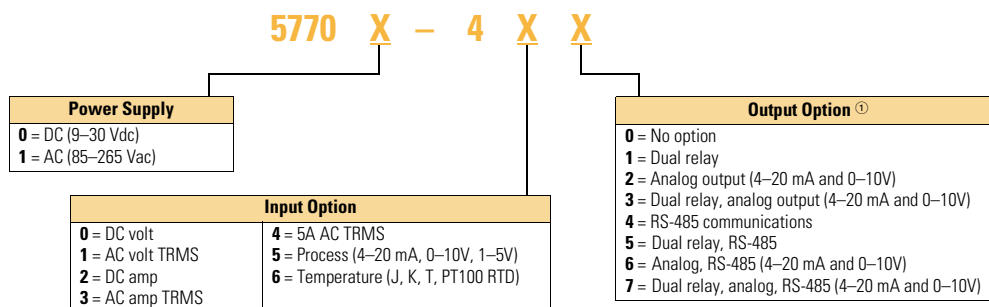 5770 X – 4 X X
Power Supply
0 = DC (9–30 Vdc)
1 = AC (85–265 Vac)
Input Option
0 = DC volt
1 = AC volt TRMS
2 = DC amp
3 = AC amp TRMS
4 = 5A AC TRMS
5 = Process (4–20 mA, 0–10V, 1–5V)
6 = Temperature (J, K, T, PT100 RTD)
Output Option ①
0 = No option
1 = Dual relay
2 = Analog output (4–20 mA and 0–10V)
3 = Dual relay, analog output (4–20 mA and 0–10V)
4 = RS-485 communications
5 = Dual relay, RS-485
6 = Analog, RS-485 (4–20 mA and 0–10V)
7 = Dual relay, analog, RS-485 (4–20 mA and 0–10V)